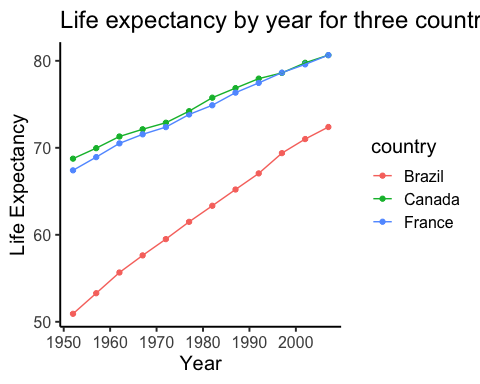 Life expectancy by year for three countr
80
70
60
50
Life Expectancy
1950 1960 1970 1980 1990 2000
Year
country
Brazil
Canada
France